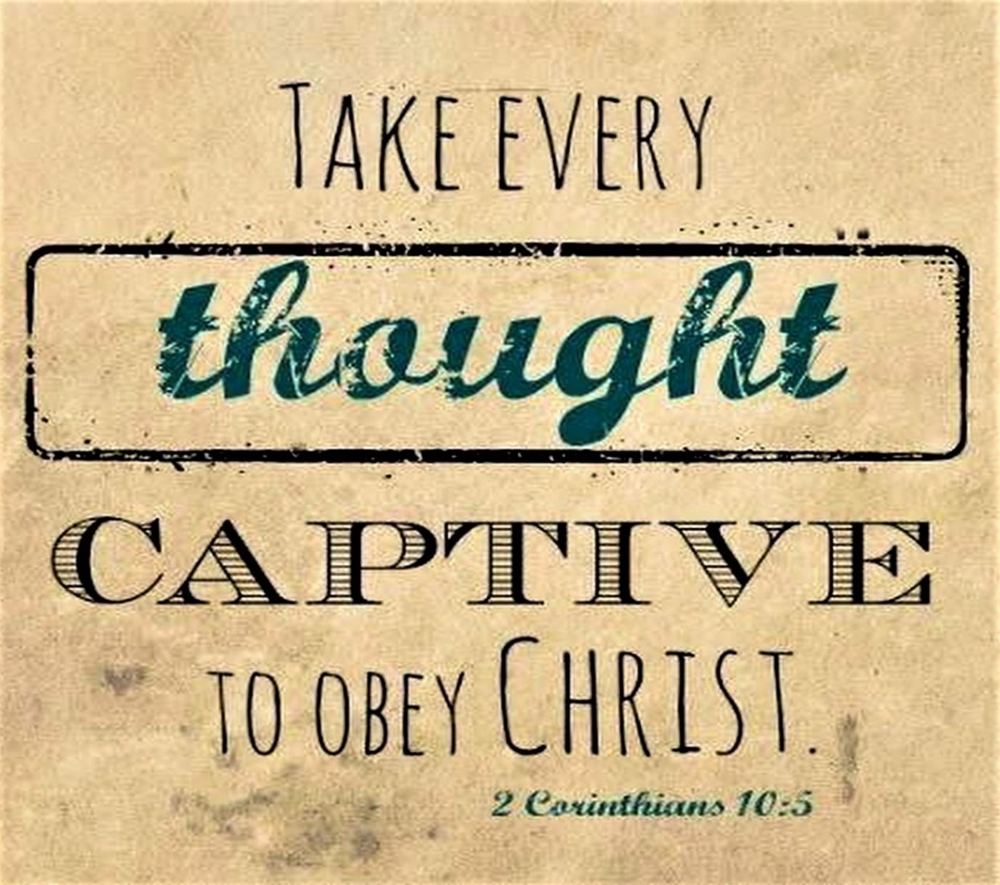 TAKE EVERY
thought
CAPTIVE
TO OBEY CHRIST.
2 Corinthians 10:5